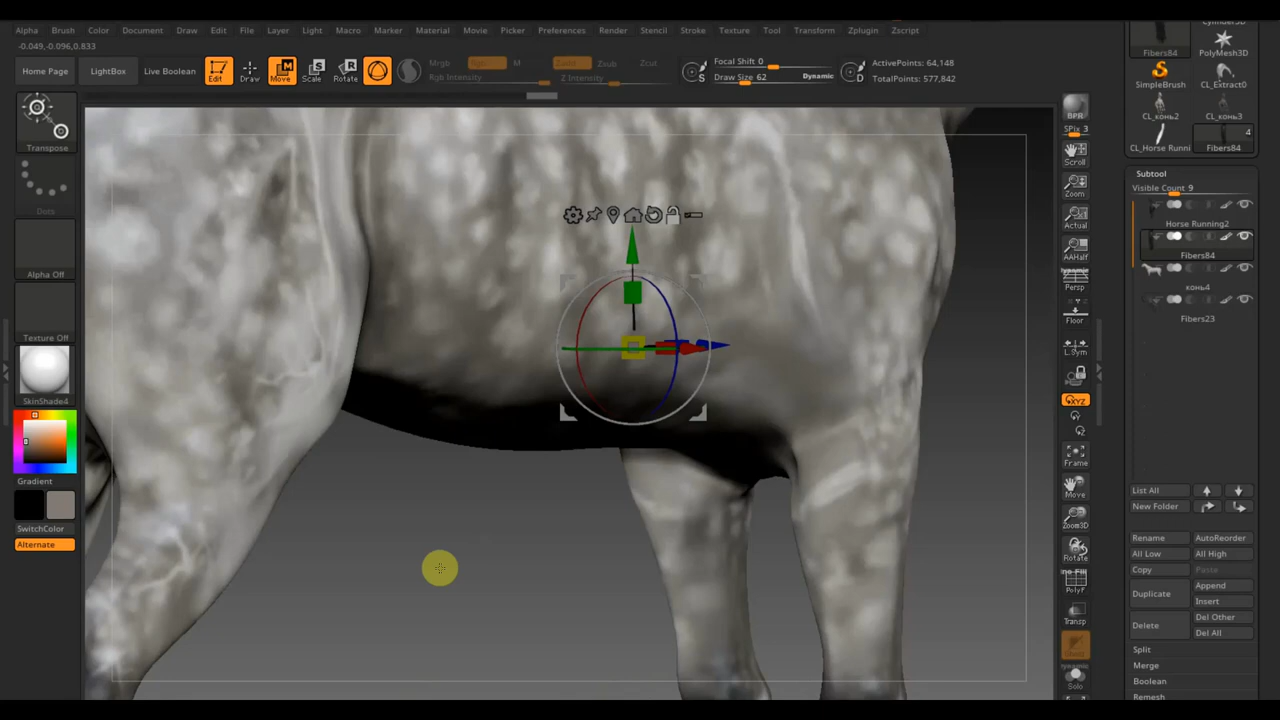 Alpha Brush Color Document Draw Edit File Layer Light Macro Marker Material Movie Picker Preferences Render Stencil Stroke Texture Tool Transform Zplugin Zscript
-0.049,-0.096,0.833
Home Page LightBox Live Boolean Edit Draw Move Scale Rotate
Mrgb M Zadd Zsub Zcut
Rgb Intensity Z Intensity
Focal Shift 0
Draw Size 62 Dynamic
S D
ActivePoints: 64,148
TotalPoints: 577,842
Transpose
Dots
Alpha Off
Texture Off
SkinShade4
Gradient
SwitchColor
Alternate
BPR
SPix 3
Scroll
Zoom
Actual
AAHalf
Dynamic
Persp
Floor
L.Sym
XYZ
Frame
Move
Zoom3D
Rotate
PolyF
Transp
Ghost
Dynamic
Solo
Cylinder3D
Fibers84 PolyMesh3D
SimpleBrush CL_Extract0
CL_конь2 CL_конь3
4
CL_Horse Runni Fibers84
Subtool
Visible Count 9
Horse Running2
Fibers84
конь4
Fibers23
List All
New Folder
Rename AutoReorder
All Low All High
Copy Paste
Duplicate Append
Insert
Delete Del Other
Del All
Split
Merge
Boolean
Remesh